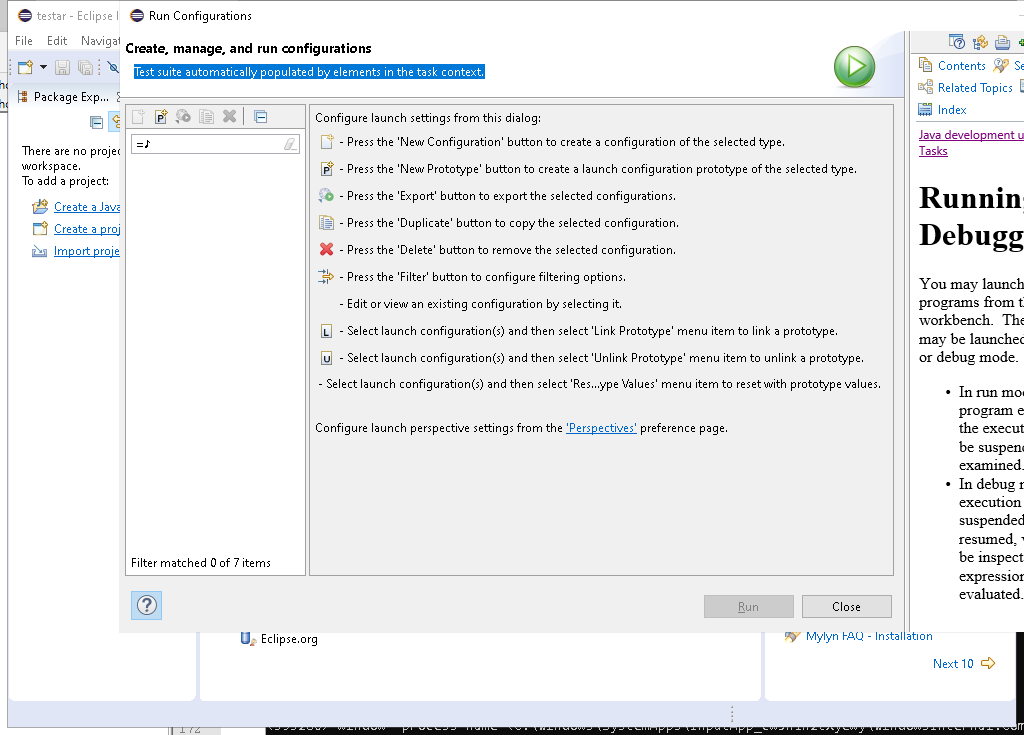 testar - Eclipse I
Run Configurations
File Edit Navigat
Create, manage, and run configurations
Test suite automatically populated by elements in the task context.
Package Exp...
There are no projec
workspace.
To add a project:
Create a Java
Create a proj
Import proje
=♪
Filter matched 0 of 7 items
Configure launch settings from this dialog:
- Press the 'New Configuration' button to create a configuration of the selected type.
- Press the 'New Prototype' button to create a launch configuration prototype of the selected type.
- Press the 'Export' button to export the selected configurations.
- Press the 'Duplicate' button to copy the selected configuration.
- Press the 'Delete' button to remove the selected configuration.
- Press the 'Filter' button to configure filtering options.
- Edit or view an existing configuration by selecting it.
L - Select launch configuration(s) and then select 'Link Prototype' menu item to link a prototype.
U - Select launch configuration(s) and then select 'Unlink Prototype' menu item to unlink a prototype.
- Select launch configuration(s) and then select 'Res...ype Values' menu item to reset with prototype values.
Configure launch perspective settings from the 'Perspectives' preference page.
Run
Close
Contents Se
Related Topics
Index
Java development u
Tasks
Running
Debugg
You may launch
programs from th
workbench. The
may be launched
or debug mode.
• In run mod
program e
the execut
be suspend
examined.
• In debug m
execution
suspended
resumed, v
be inspect
expression
evaluated.
Eclipse.org
Mylyn FAQ - Installation
Next 10
172